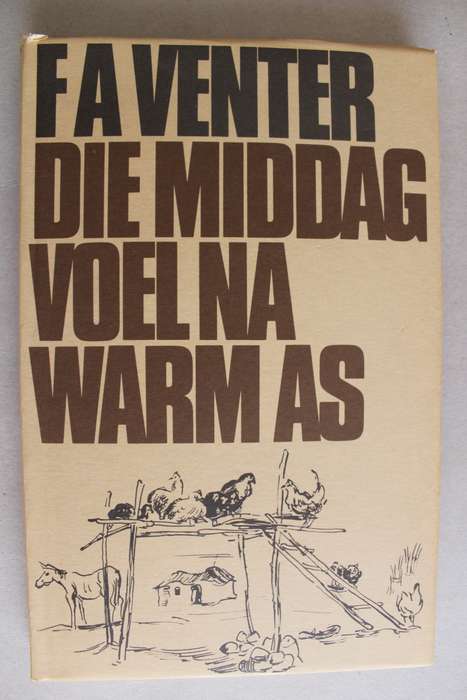 F A VENTER
DIE MIDDAG
VOEL NA
WARM AS